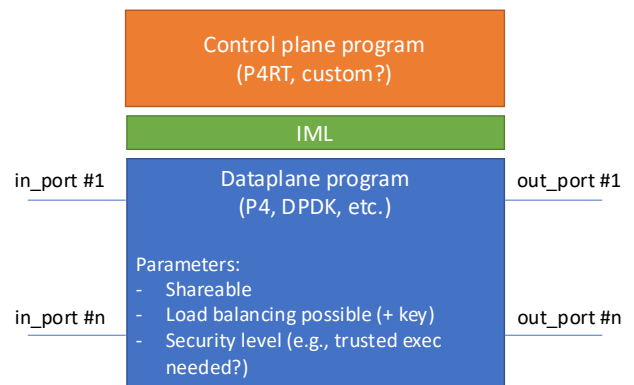 Control plane program
(P4RT, custom?)
IML
in_port #1
Dataplane program
out_port #1
(P4, DPDK, etc.)
Parameters:
- Shareable
in_port #n
- Load balancing possible (+ key)
out_port #n
- Security level (e.g., trusted exec
needed?)